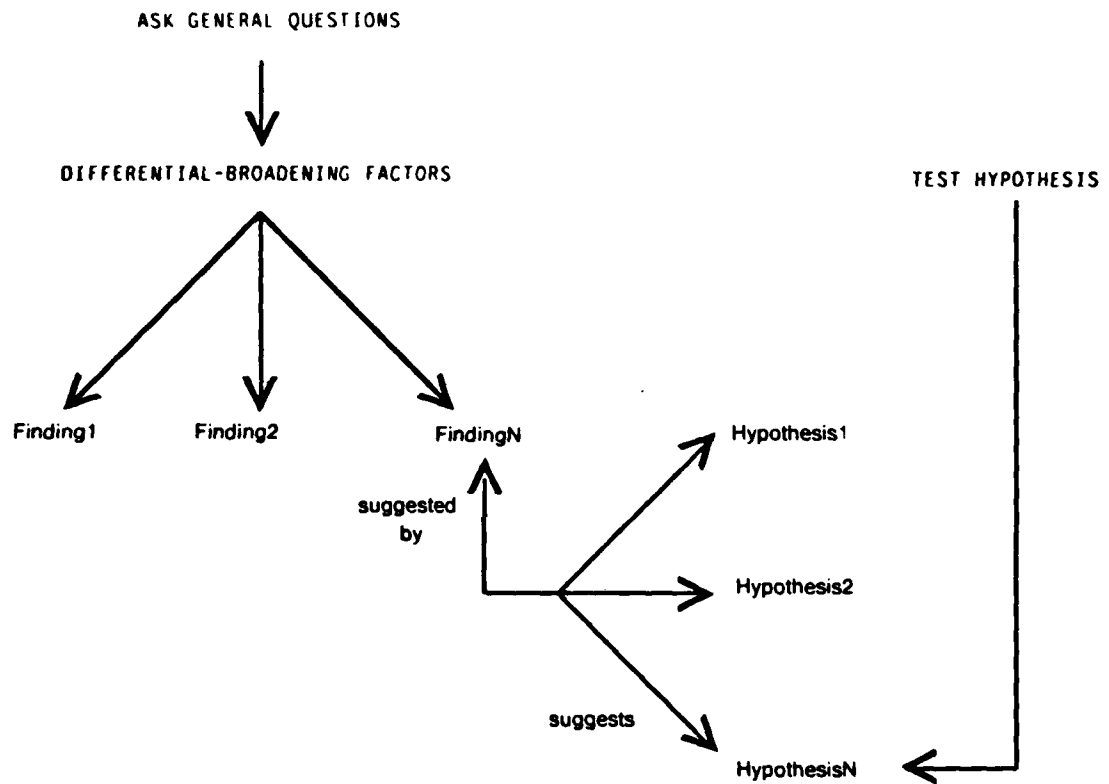 ASK GENERAL QUESTIONS
DIFFERENTIAL-BROADENING FACTORS
TEST HYPOTHESIS
Finding1
Finding2
FindingN
Hypothesis1
suggested
by
Hypothesis2
suggests
HypothesisN